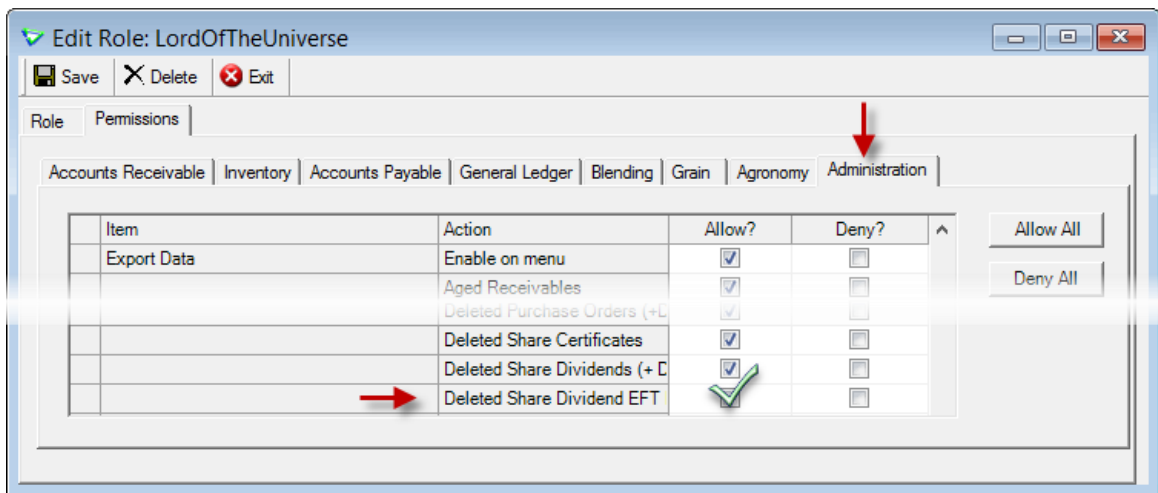 Edit Role: LordOfTheUniverse
Save Delete Exit
Role Permissions
Accounts Receivable Inventory Accounts Payable General Ledger Blending Grain Agronomy Administration
Item Action Allow? Deny? Allow All
Export Data Enable on menu
Aged Receivables Deny All
Deleted Purchase Orders (+D
Deleted Share Certificates
Deleted Share Dividends (+ D
Deleted Share Dividend EFT